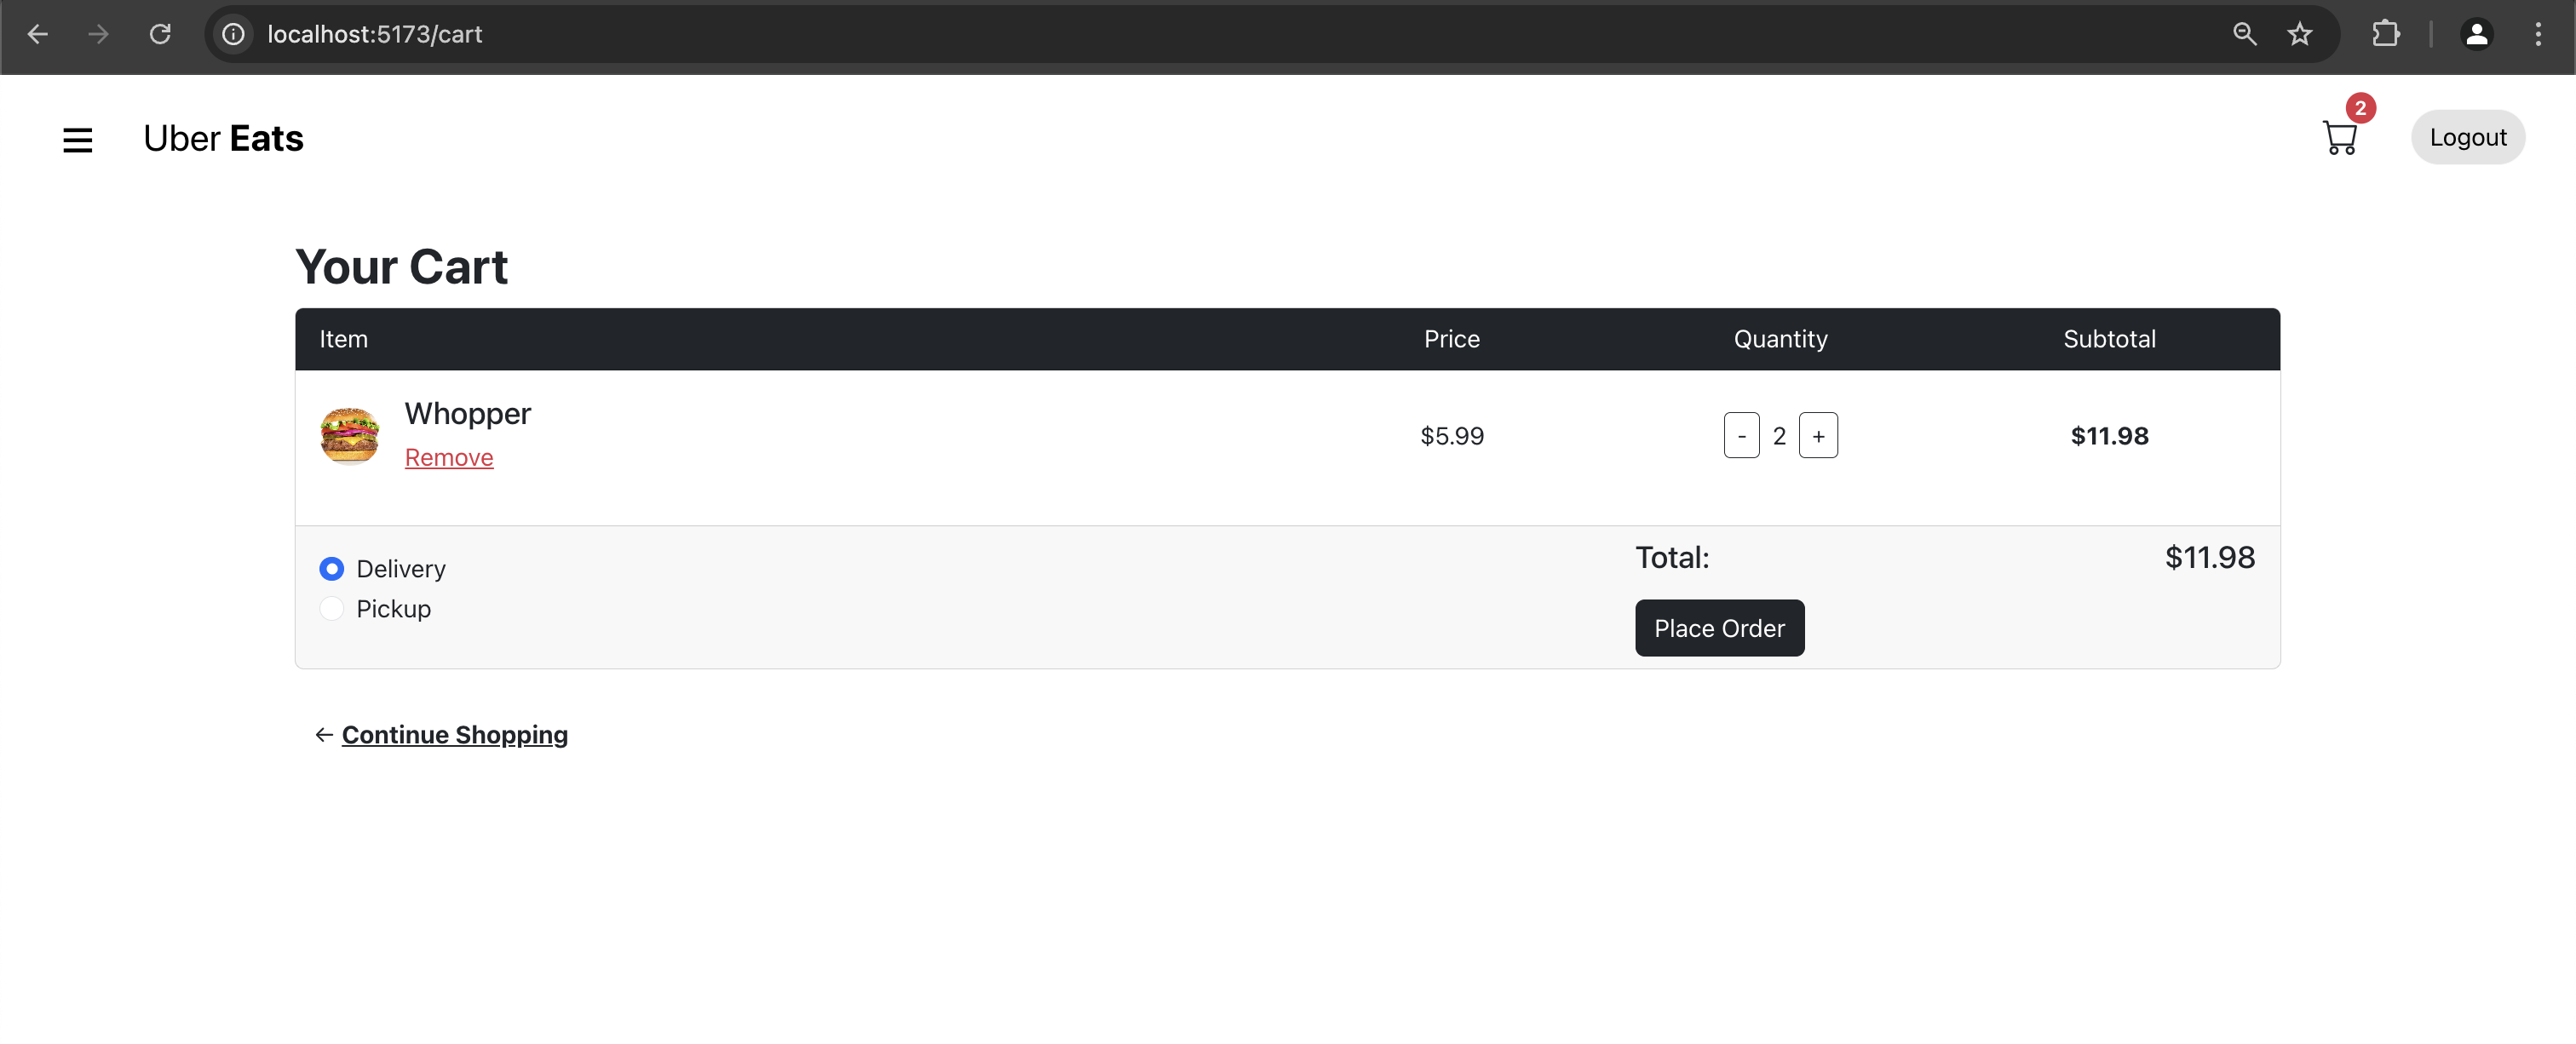 localhost:5173/cart
Uber Eats
2
Logout
Your Cart
Item Price Quantity Subtotal
Whopper
Remove
$5.99 - 2 + $11.98
Delivery
Pickup
Total: $11.98
Place Order
← Continue Shopping